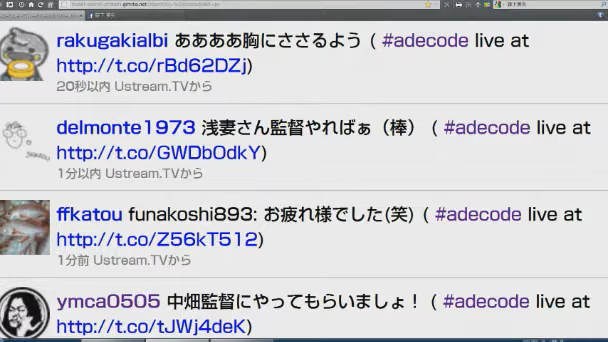 rakugakialbi ああああ胸にささるよう ( #adecode live at
http://t.co/rBd62DZj)
20秒以内 Ustream.TVから
delmonte1973 浅妻さん監督やればぁ（棒） ( #adecode live at
http://t.co/GWDbOdkY)
1分以内 Ustream.TVから
ffkatou funakoshi893: お疲れ様でした(笑) ( #adecode live at
http://t.co/Z56kT512)
1分前 Ustream.TVから
ymca0505 中畑監督にやってもらいましょ！ ( #adecode live at
http://t.co/tJWj4deK)